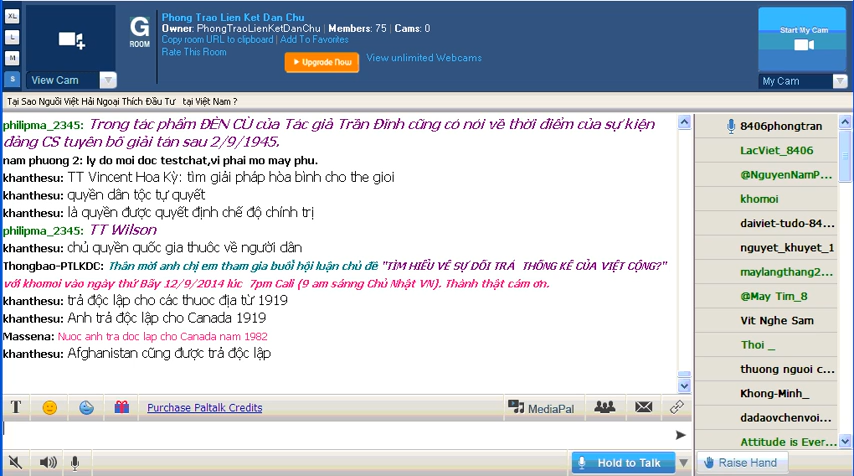 XL
L
M
S
View Cam
G
ROOM
Phong Trao Lien Ket Dan Chu
Owner: PhongTraoLienKetDanChu | Members: 75 | Cams: 0
Copy room URL to clipboard | Add To Favorites
Rate This Room
Upgrade Now
View unlimited Webcams
Start My Cam
My Cam
Tại Sao Người Việt Hải Ngoại Thích Đầu Tư tại Việt Nam ?
philipma_2345: Trong tác phẩm ĐÈN CÙ của Tác giả Trần Đĩnh cũng có nói về thời điểm của sự kiện
đảng CS tuyên bố giải tán sau 2/9/1945.
nam phuong 2: ly do moi doc testchat,vi phai mo may phu.
khanthesu: TT Vincent Hoa Kỳ: tìm giải pháp hòa bình cho the gioi
khanthesu: quyền dân tộc tự quyết
khanthesu: là quyền được quyết định chế độ chính trị
philipma_2345: TT Wilson
khanthesu: chủ quyền quốc gia thuôc về người dân
Thongbao-PTLKDC: Thân mời anh chị em tham gia buổi hội luận chủ đề "TÌM HIỂU VỀ SỰ DỐI TRÁ THỐNG KÊ CỦA VIỆT CỘNG?"
với khomoi vào ngày thứ Bãy 12/9/2014 lúc 7pm Cali (9 am sánng Chủ Nhật VN). Thành thật cám ơn.
khanthesu: trả độc lập cho các thuoc địa từ 1919
khanthesu: Anh trả độc lập cho Canada 1919
Massena: Nuoc anh tra doc lap cho Canada nam 1982
khanthesu: Afghanistan cũng được trả độc lập
8406phongtran
LacViet_8406
@NguyenNamP...
khomoi
daiviet-tudo-84...
nguyet_khuyet_1
maylangthang2...
@May Tim_8
Vit Nghe Sam
Thoi _
thuong nguoi c...
Khong-Minh_
dadaovchenvoi...
Attitude is Ever...
T
Purchase Paltalk Credits
MediaPal
Hold to Talk
Raise Hand